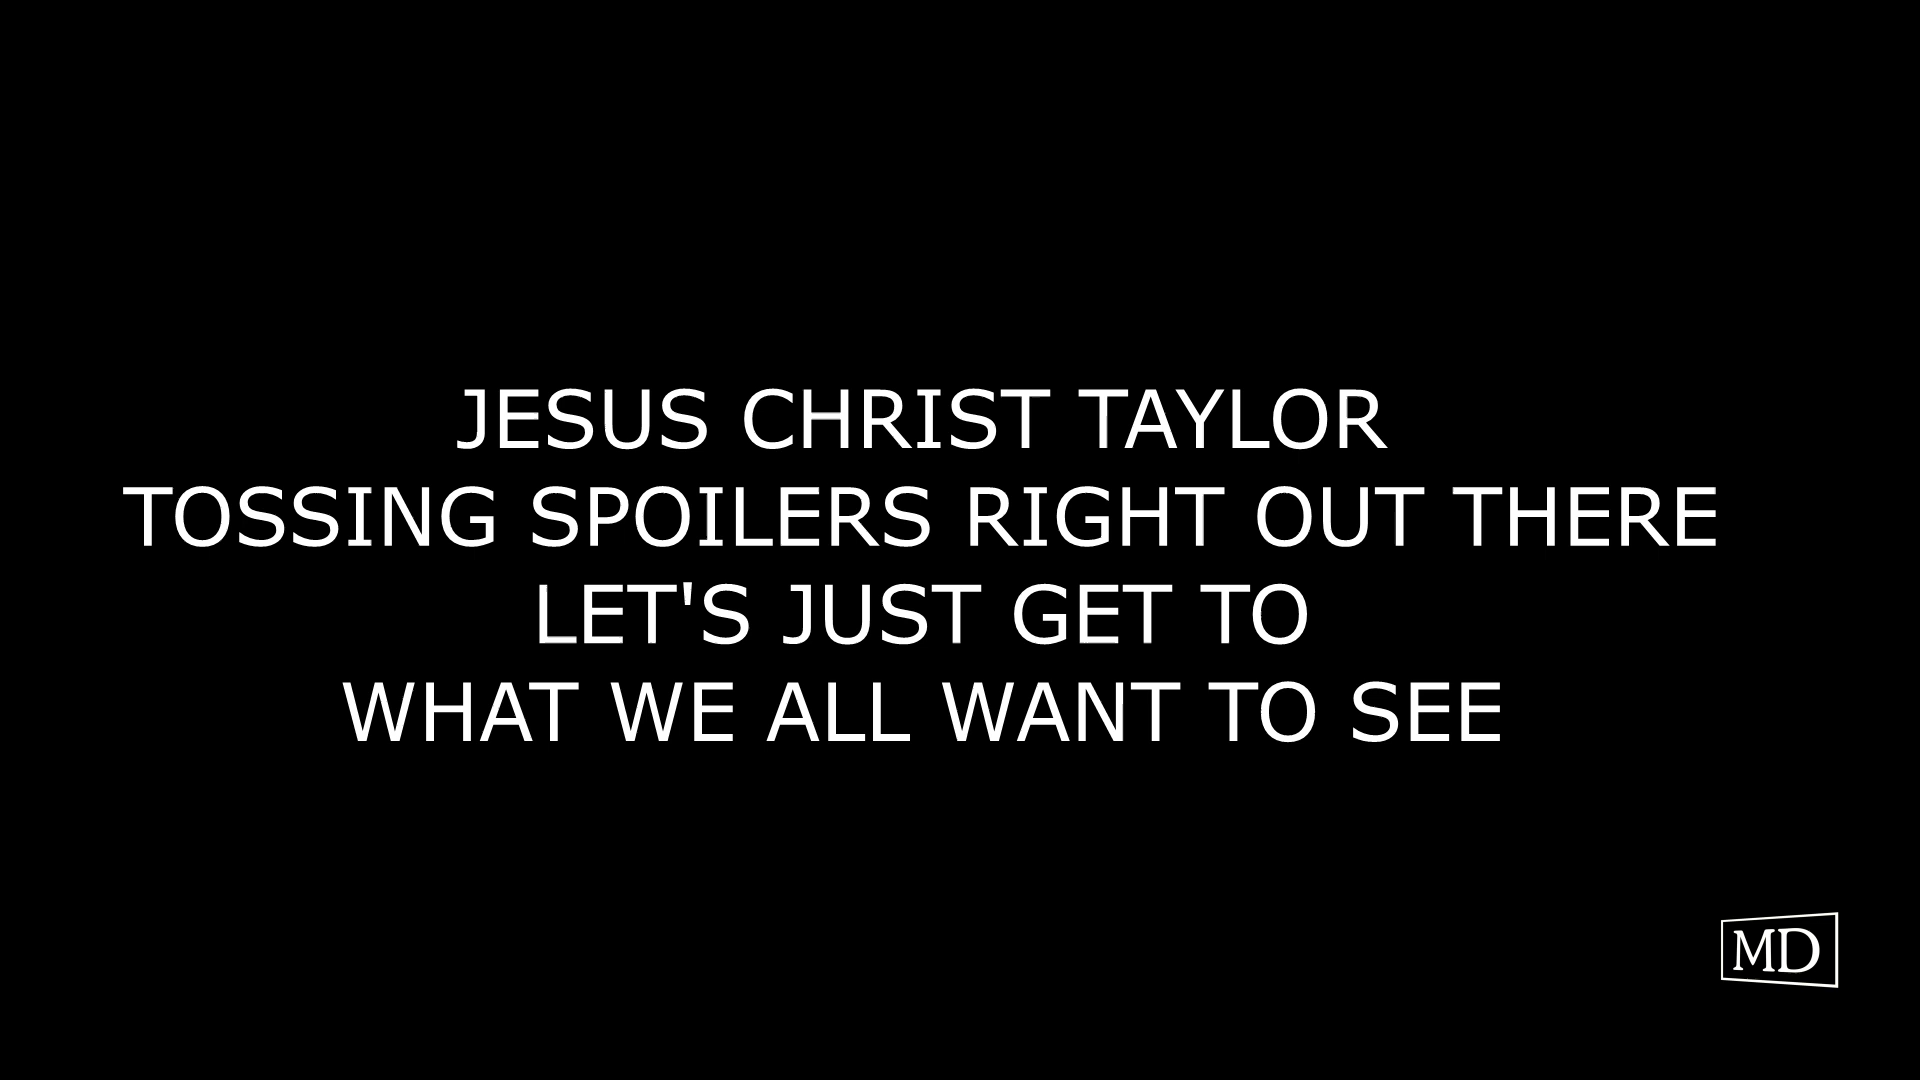 JESUS CHRIST TAYLOR
TOSSING SPOILERS RIGHT OUT THERE
LET'S JUST GET TO
WHAT WE ALL WANT TO SEE
MD